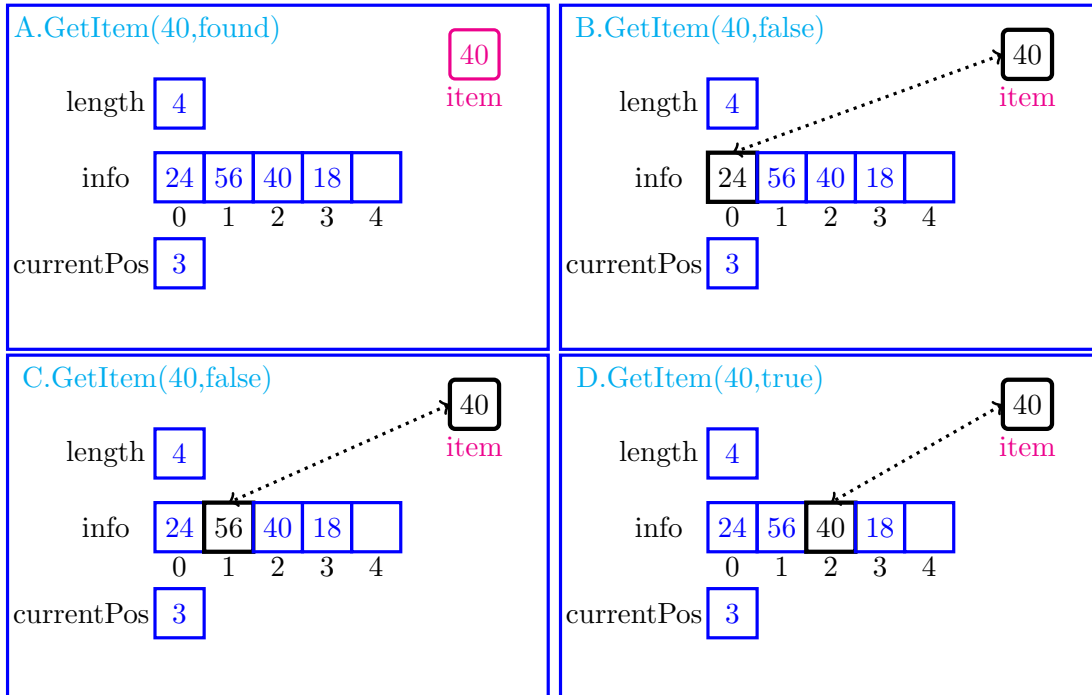 A.GetItem(40,found)
40
item
length 4
info 24 56 40 18
0 1 2 3 4
currentPos 3
B.GetItem(40,false)
40
item
length 4
info 24 56 40 18
0 1 2 3 4
currentPos 3
C.GetItem(40,false)
40
item
length 4
info 24 56 40 18
0 1 2 3 4
currentPos 3
D.GetItem(40,true)
40
item
length 4
info 24 56 40 18
0 1 2 3 4
currentPos 3